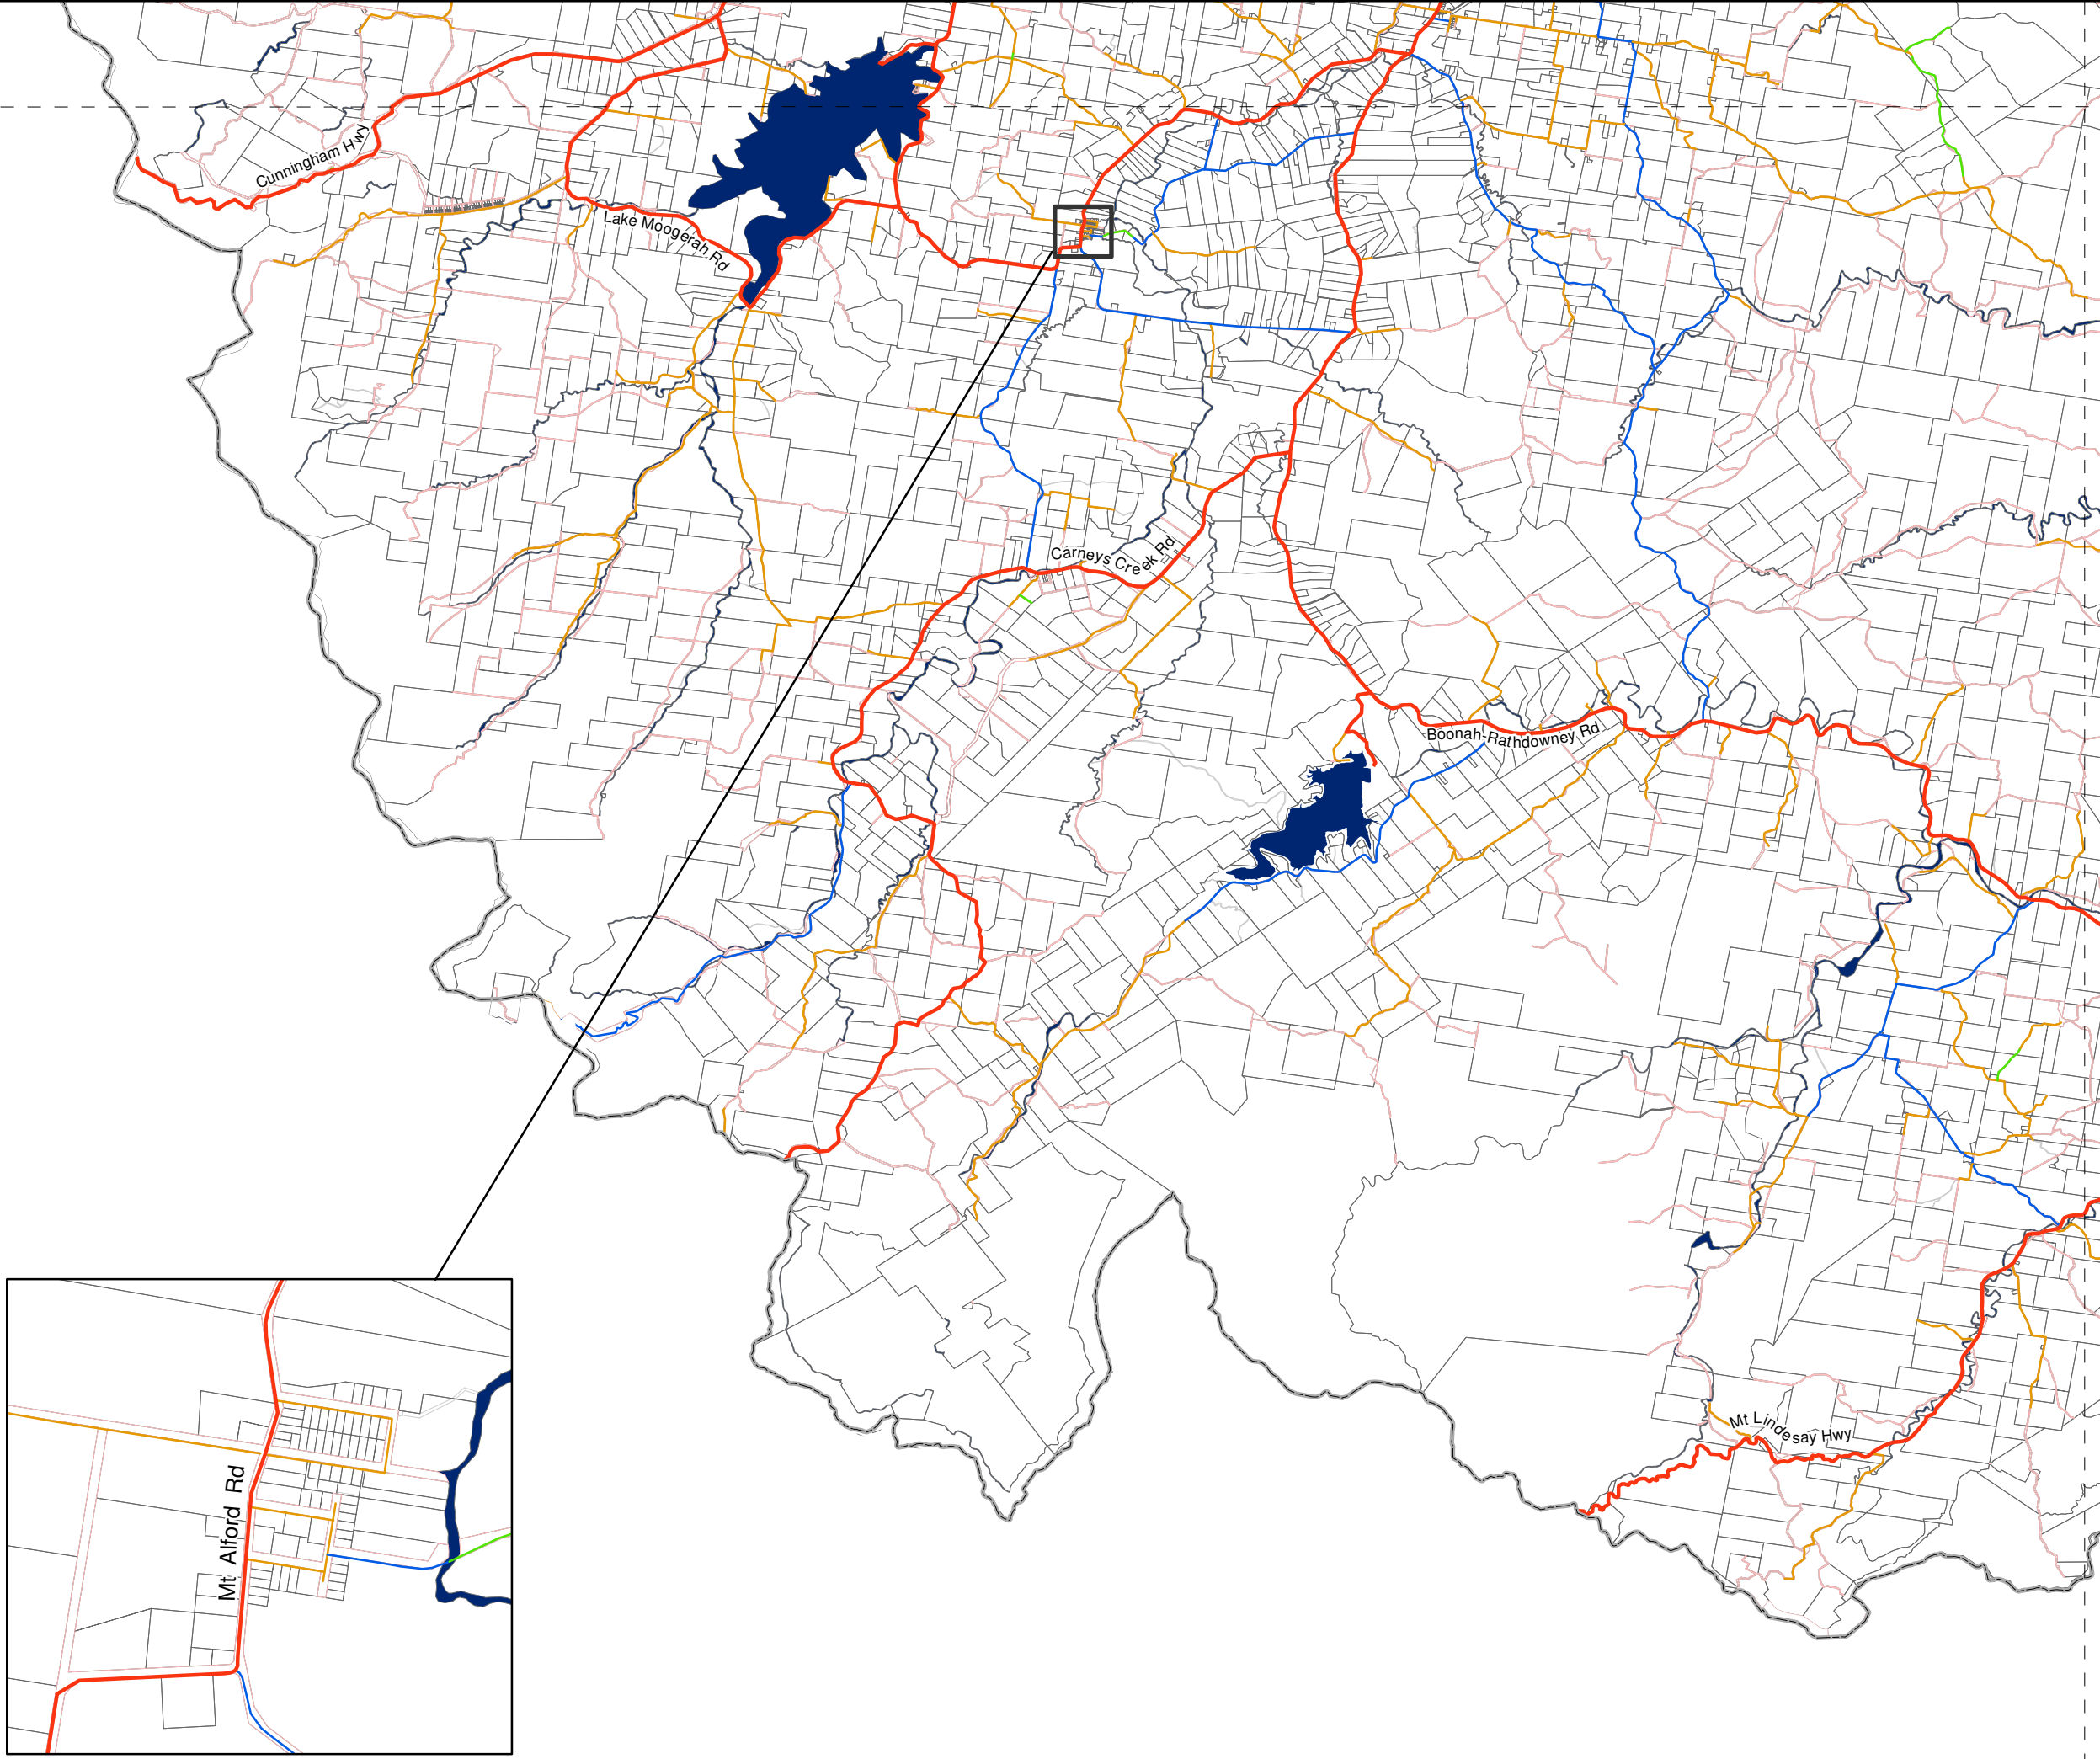 Cunningham Hwy
Lake Moogerah Rd
Carneys Creek Rd
Boonah-Rathdowney Rd
Mt Lindesay Hwy
Mt Alford Rd